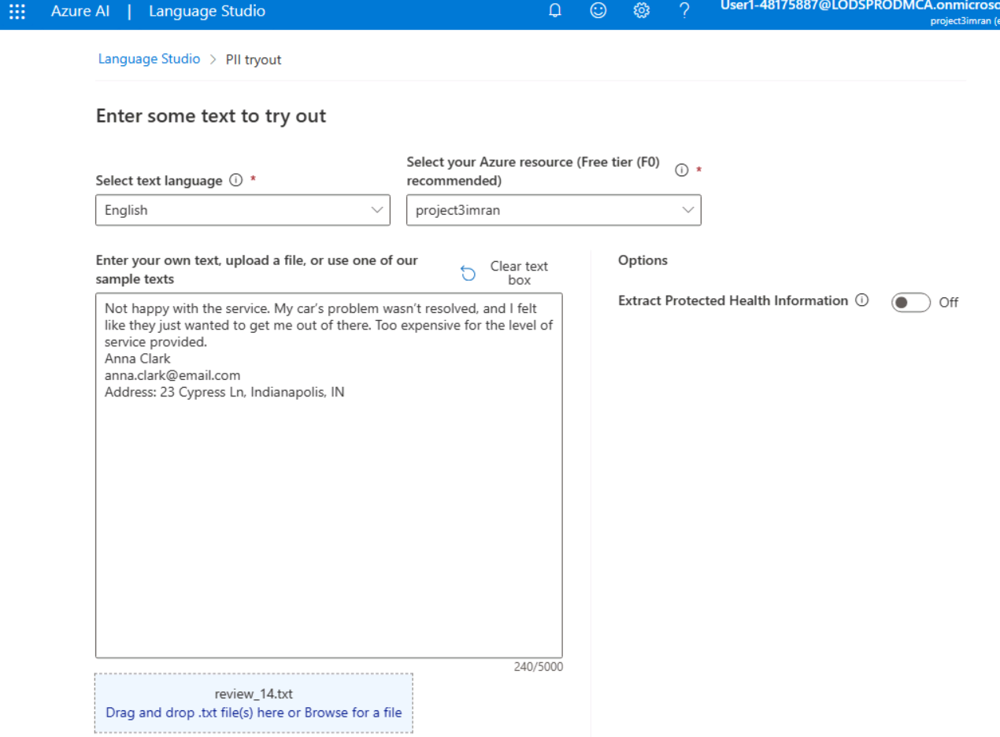 Azure AI | Language Studio
User1-48175887@LODSPRODMCA.onmicroso
project3imran (e
Language Studio > PII tryout
Enter some text to try out
Select text language *
Select your Azure resource (Free tier (F0)
recommended) *
English
project3imran
Enter your own text, upload a file, or use one of our
sample texts
Clear text
box
Options
Extract Protected Health Information
Off
Not happy with the service. My car's problem wasn't resolved, and I felt
like they just wanted to get me out of there. Too expensive for the level of
service provided.
Anna Clark
anna.clark@email.com
Address: 23 Cypress Ln, Indianapolis, IN
240/5000
review_14.txt
Drag and drop .txt file(s) here or Browse for a file